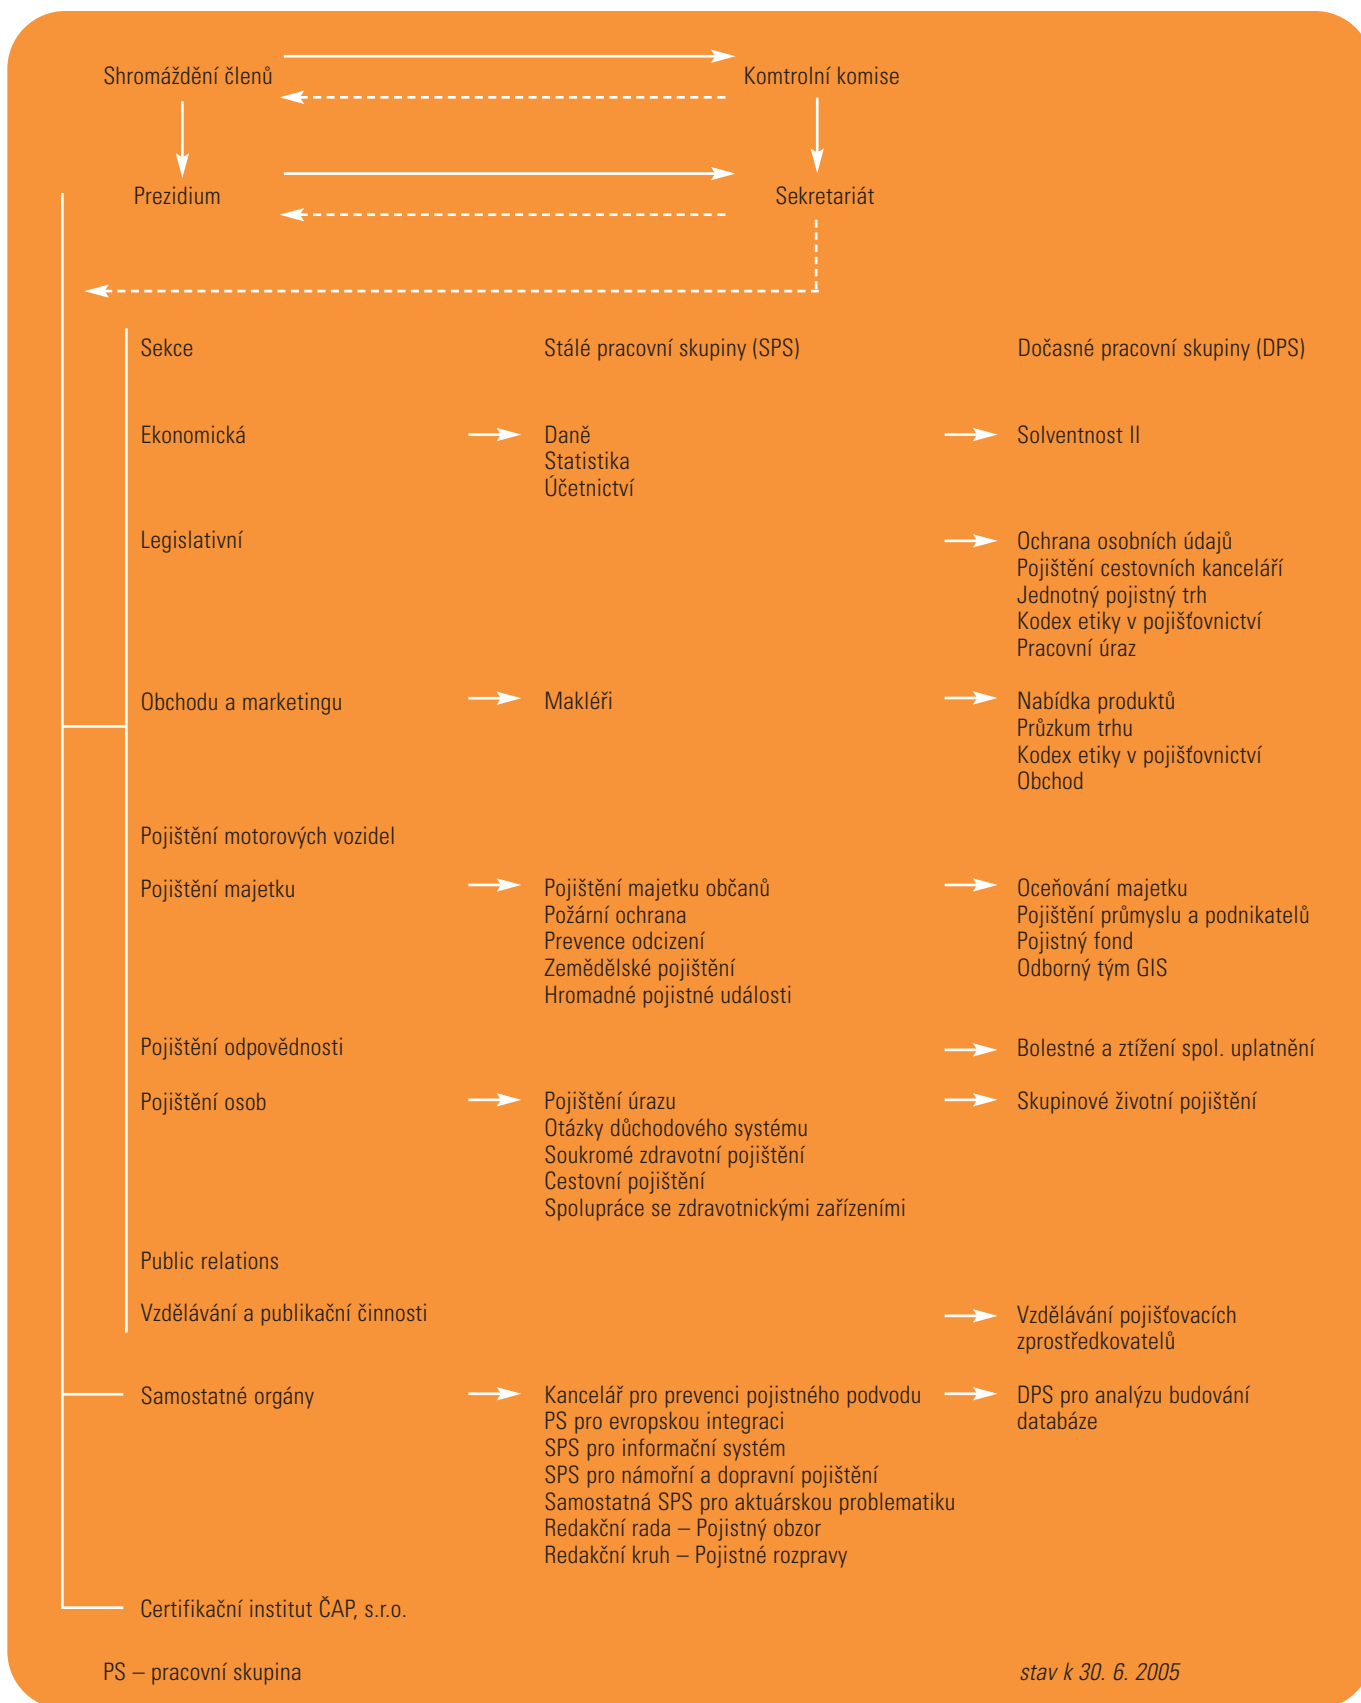 Shromáždění členů
Komtrolní komise
Prezidium
Sekretariát
Sekce
Stálé pracovní skupiny (SPS)
Dočasné pracovní skupiny (DPS)
Ekonomická
Daně
Statistika
Účetnictví
Solventnost II
Legislativní
Ochrana osobních údajů
Pojištění cestovních kanceláří
Jednotný pojistný trh
Kodex etiky v pojišťovnictví
Pracovní úraz
Obchodu a marketingu
Makléři
Nabídka produktů
Průzkum trhu
Kodex etiky v pojišťovnictví
Obchod
Pojištění motorových vozidel
Pojištění majetku
Pojištění majetku občanů
Požární ochrana
Prevence odcizení
Zemědělské pojištění
Hromadné pojistné události
Oceňování majetku
Pojištění průmyslu a podnikatelů
Pojistný fond
Odborný tým GIS
Pojištění odpovědnosti
Bolestné a ztížení spol. uplatnění
Pojištění osob
Pojištění úrazu
Otázky důchodového systému
Soukromé zdravotní pojištění
Cestovní pojištění
Spolupráce se zdravotnickými zařízeními
Skupinové životní pojištění
Public relations
Vzdělávání a publikační činnosti
Vzdělávání pojišťovacích
zprostředkovatelů
Samostatné orgány
Kancelář pro prevenci pojistného podvodu
PS pro evropskou integraci
SPS pro informační systém
SPS pro námořní a dopravní pojištění
Samostatná SPS pro aktuárskou problematiku
Redakční rada – Pojistný obzor
Redakční kruh – Pojistné rozpravy
DPS pro analýzu budování
databáze
Certifikační institut ČAP, s.r.o.
PS – pracovní skupina
stav k 30. 6. 2005